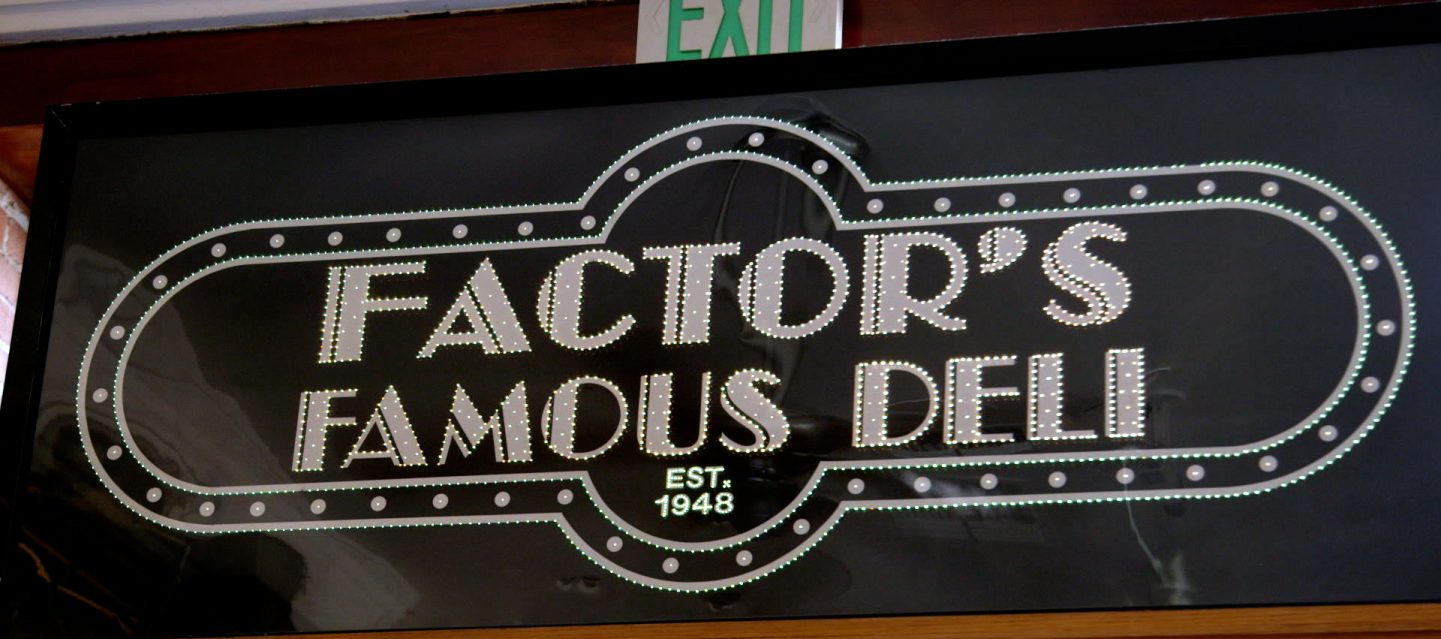 EXIT
FACTOR'S
FAMOUS DELI
EST.
1948